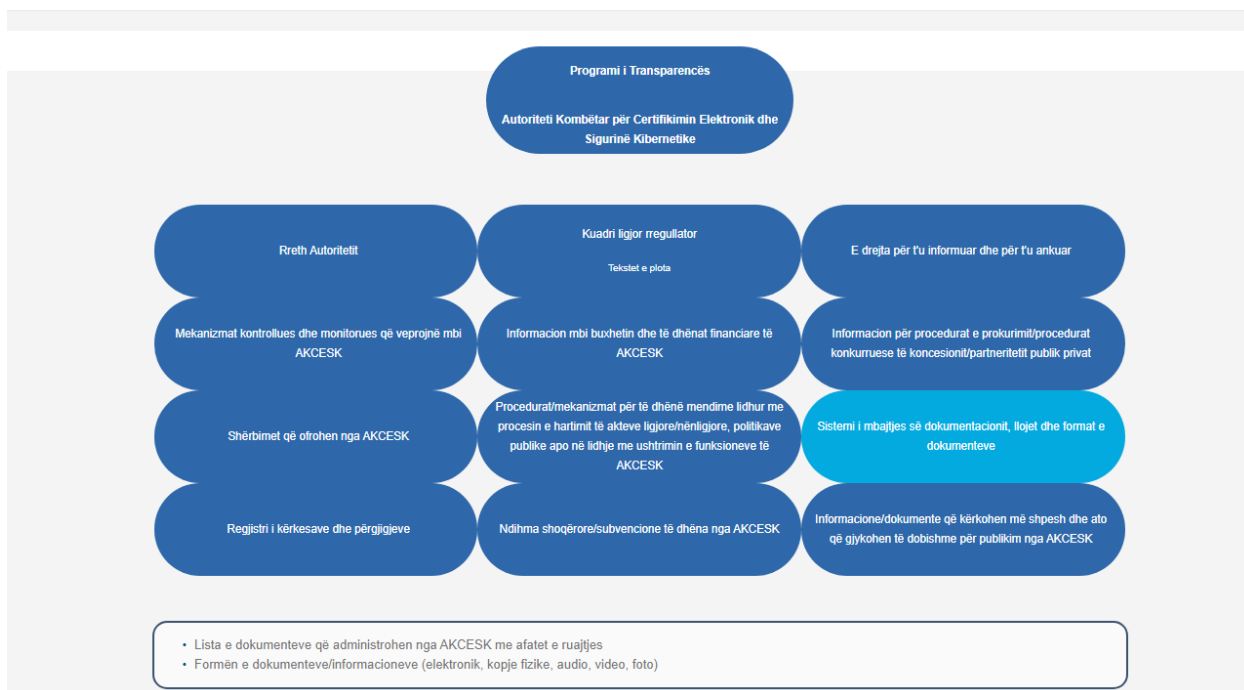 Programi i Transparencës
Autoriteti Kombëtar për Certifikimin Elektronik dhe
Sigurinë Kibernetike
Rreth Autoritetit
Kuadri ligjor rregullator
Tekstet e plota
E drejta për t'u informuar dhe për t'u ankuar
Mekanizmat kontrollues dhe monitorues që veprojnë mbi
AKCESK
Informacion mbi buxhetin dhe të dhënat financiare të
AKCESK
Informacion për procedurat e prokurimit/procedurat
konkurruese të koncesionit/partneritetit publik privat
Shërbimet që ofrohen nga AKCESK
Procedurat/mekanizmat për të dhënë mendime lidhur me
procesin e hartimit të akteve ligjore/nënligjore, politikave
publike apo në lidhje me ushtrimin e funksioneve të
AKCESK
Sistemi i mbajtjes së dokumentacionit, llojet dhe format e
dokumenteve
Regjistri i kërkesave dhe përgjigjeve
Ndihma shoqërore/subvencione të dhëna nga AKCESK
Informacione/dokumente që kërkohen më shpesh dhe ato
që gjykohen të dobishme për publikim nga AKCESK
• Lista e dokumenteve që administrohen nga AKCESK me afatet e ruajtjes
• Formën e dokumenteve/informacioneve (elektronik, kopje fizike, audio, video, foto)